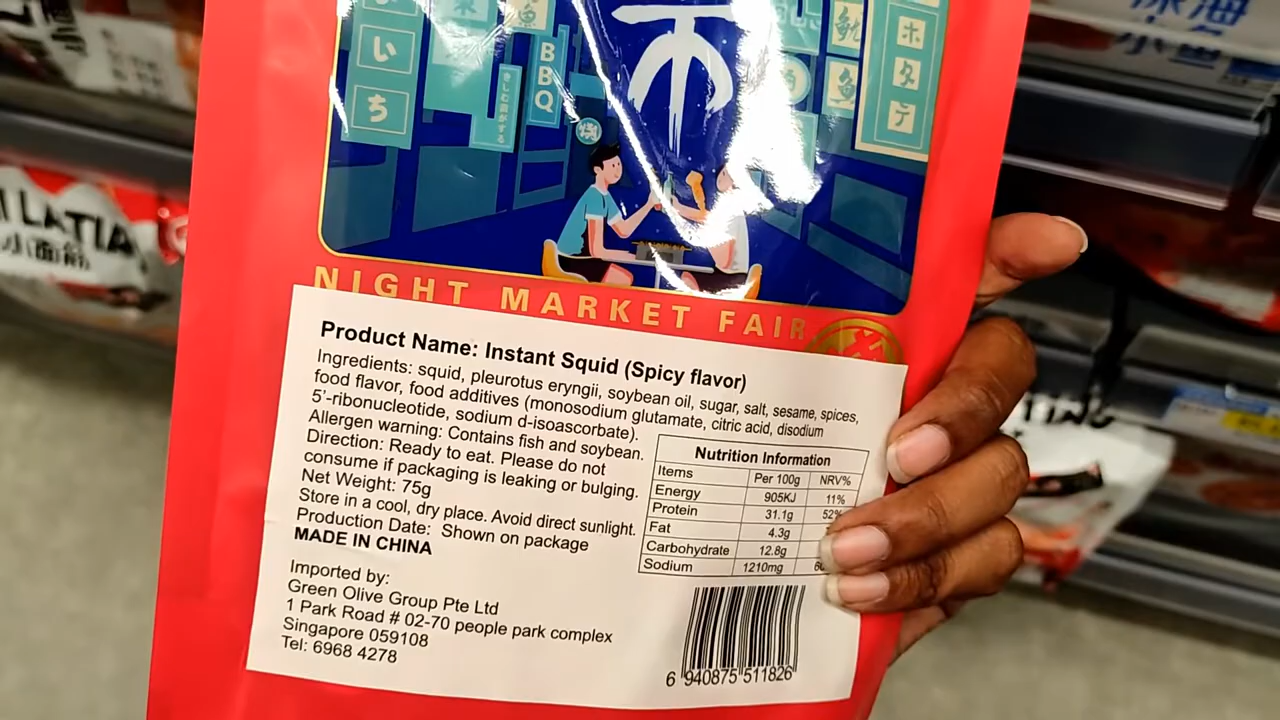 い
ち
魚
BBQ
市
魷
魚
ホ
タ
テ
小
NIGHT MARKET FAIR
Product Name: Instant Squid (Spicy flavor)
Ingredients: squid, pleurotus eryngii, soybean oil, sugar, salt, sesame, spices,
food flavor, food additives (monosodium glutamate, citric acid, disodium
5'-ribonucleotide, sodium d-isoascorbate).
Allergen warning: Contains fish and soybean.
Direction: Ready to eat. Please do not
consume if packaging is leaking or bulging.
Net Weight: 75g
Store in a cool, dry place. Avoid direct sunlight.
Production Date: Shown on package
MADE IN CHINA
Nutrition Information
Items Per 100g NRV%
Energy 905KJ 11%
Protein 31.1g 52%
Fat 4.3g
Carbohydrate 12.8g
Sodium 1210mg
Imported by:
Green Olive Group Pte Ltd
1 Park Road # 02-70 people park complex
Singapore 059108
Tel: 6968 4278
6 940875 511826
LATIA